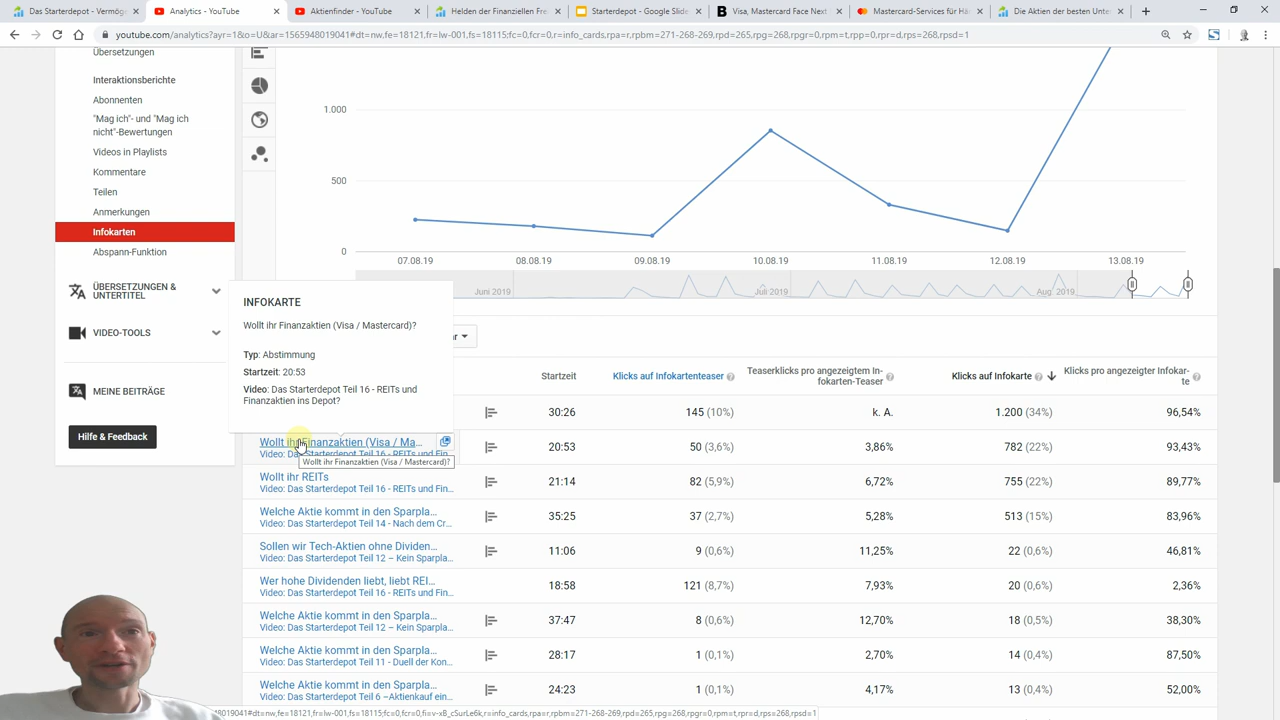 Das Starterdepot - Vermög
Analytics - YouTube
Aktienfinder - YouTube
Helden der Finanziellen Fre
Starterdepot - Google Slide
Visa, Mastercard Face Next
Mastercard-Services für Hä
Die Aktien der besten Unter
youtube.com/analytics?ayr=1&o=U&ar=1565948019041#dt=nw,fe=18121,fr=lw-001,fs=18115;fc=0,fcr=0,r=info_cards,rpa=r,rpbm=271-268-269,rpd=265,rpg=268,rpgr=0,rpm=t,rpp=0,rpr=d,rps=268,rpsd=1
Übersetzungen
Interaktionsberichte
Abonnenten
"Mag ich"- und "Mag ich
nicht"-Bewertungen
Videos in Playlists
Kommentare
Teilen
Anmerkungen
Infokarten
Abspann-Funktion
ÜBERSETZUNGEN &
UNTERTITEL
VIDEO-TOOLS
MEINE BEITRÄGE
Hilfe & Feedback
1.000
500
0
07.08.19 08.08.19 09.08.19 10.08.19 11.08.19 12.08.19 13.08.19
Juni 2019 Juli 2019 Aug. 2019
INFOKARTE
Wollt ihr Finanzaktien (Visa / Mastercard)?
Typ: Abstimmung
Startzeit: 20:53
Video: Das Starterdepot Teil 16 - REITs und
Finanzaktien ins Depot?
Startzeit Klicks auf Infokartenteaser Teaserklicks pro angezeigtem In-
fokarten-Teaser Klicks auf Infokarte Klicks pro angezeigter Infokar-
te
30:26 145 (10%) k. A. 1.200 (34%) 96,54%
Wollt ihr Finanzaktien (Visa / Ma... 20:53 50 (3,6%) 3,86% 782 (22%) 93,43%
Video: Das Starterdepot Teil 16 - REITs und Fin...
Wollt ihr Finanzaktien (Visa / Mastercard)?
Wollt ihr REITs 21:14 82 (5,9%) 6,72% 755 (22%) 89,77%
Video: Das Starterdepot Teil 16 - REITs und Fin...
Welche Aktie kommt in den Sparpla... 35:25 37 (2,7%) 5,28% 513 (15%) 83,96%
Video: Das Starterdepot Teil 14 - Nach dem Cr...
Sollen wir Tech-Aktien ohne Dividen... 11:06 9 (0,6%) 11,25% 22 (0,6%) 46,81%
Video: Das Starterdepot Teil 12 – Kein Sparpla...
Wer hohe Dividenden liebt, liebt REI... 18:58 121 (8,7%) 7,93% 20 (0,6%) 2,36%
Video: Das Starterdepot Teil 16 - REITs und Fin...
Welche Aktie kommt in den Sparpla... 37:47 8 (0,6%) 12,70% 18 (0,5%) 38,30%
Video: Das Starterdepot Teil 12 – Kein Sparpla...
Welche Aktie kommt in den Sparpla... 28:17 1 (0,1%) 2,70% 14 (0,4%) 87,50%
Video: Das Starterdepot Teil 11 - Duell der Kon...
Welche Aktie kommt in den Sparpla... 24:23 1 (0,1%) 4,17% 13 (0,4%) 52,00%
Video: Das Starterdepot Teil 6 –Aktienkauf ein...